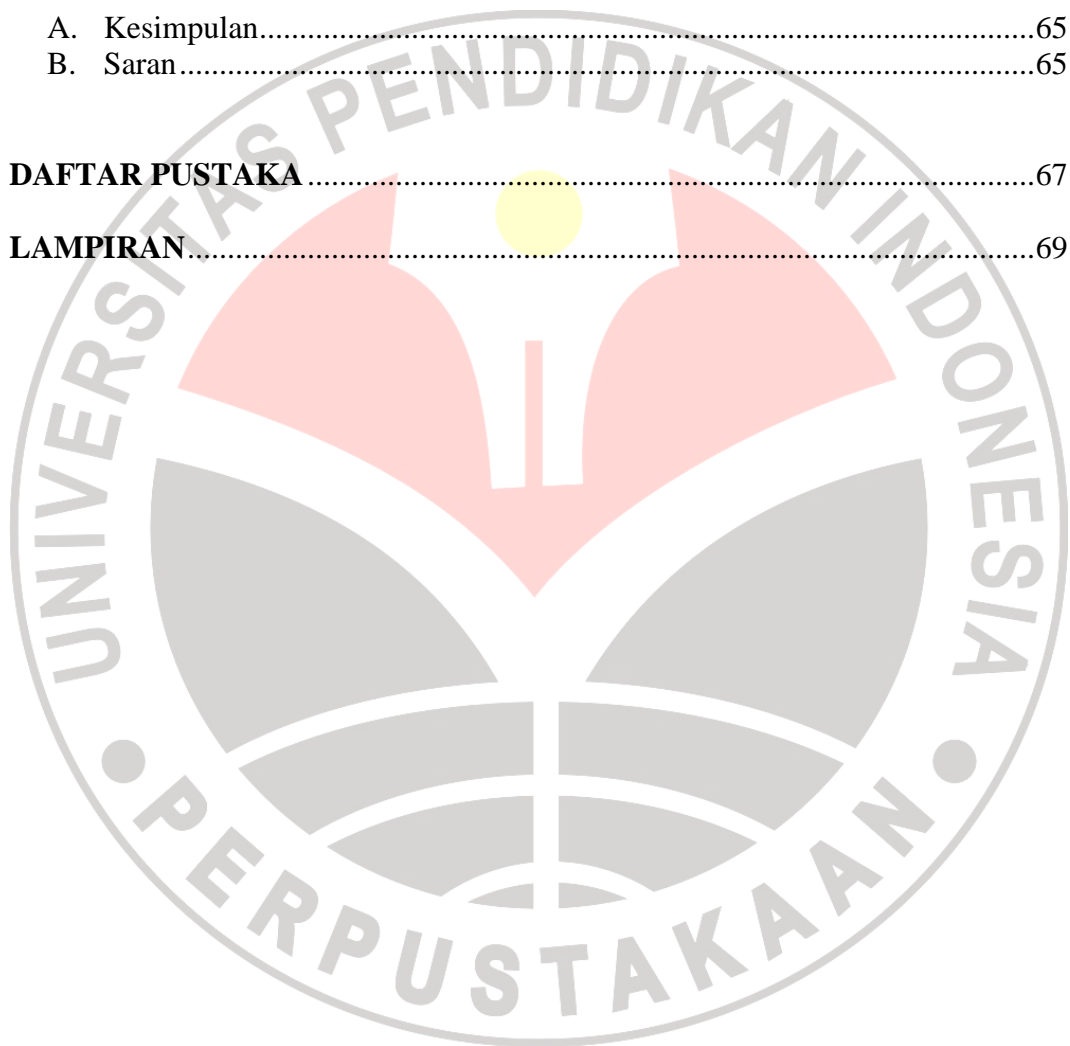 A. Kesimpulan..........................................................................................................65
B. Saran....................................................................................................................65
DAFTAR PUSTAKA................................................................................................67
LAMPIRAN..............................................................................................................69
UNIVERSITAS PENDIDIKAN INDONESIA
PERPUSTAKAAN